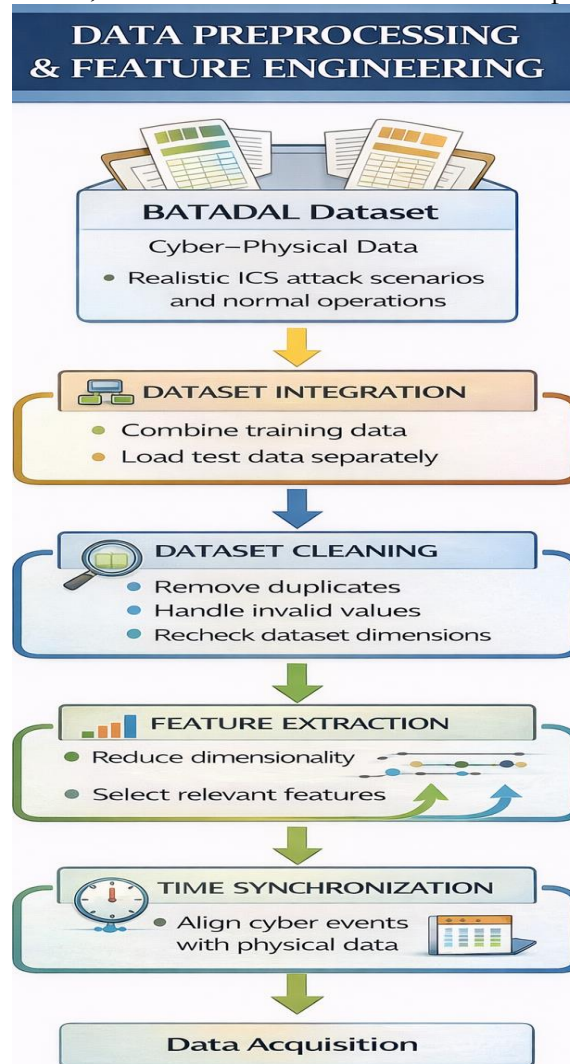 DATA PREPROCESSING
& FEATURE ENGINEERING
BATADAL Dataset
Cyber–Physical Data
• Realistic ICS attack scenarios
and normal operations
DATASET INTEGRATION
• Combine training data
• Load test data separately
DATASET CLEANING
• Remove duplicates
• Handle invalid values
• Recheck dataset dimensions
FEATURE EXTRACTION
• Reduce dimensionality
• Select relevant features
TIME SYNCHRONIZATION
• Align cyber events
with physical data
Data Acquisition